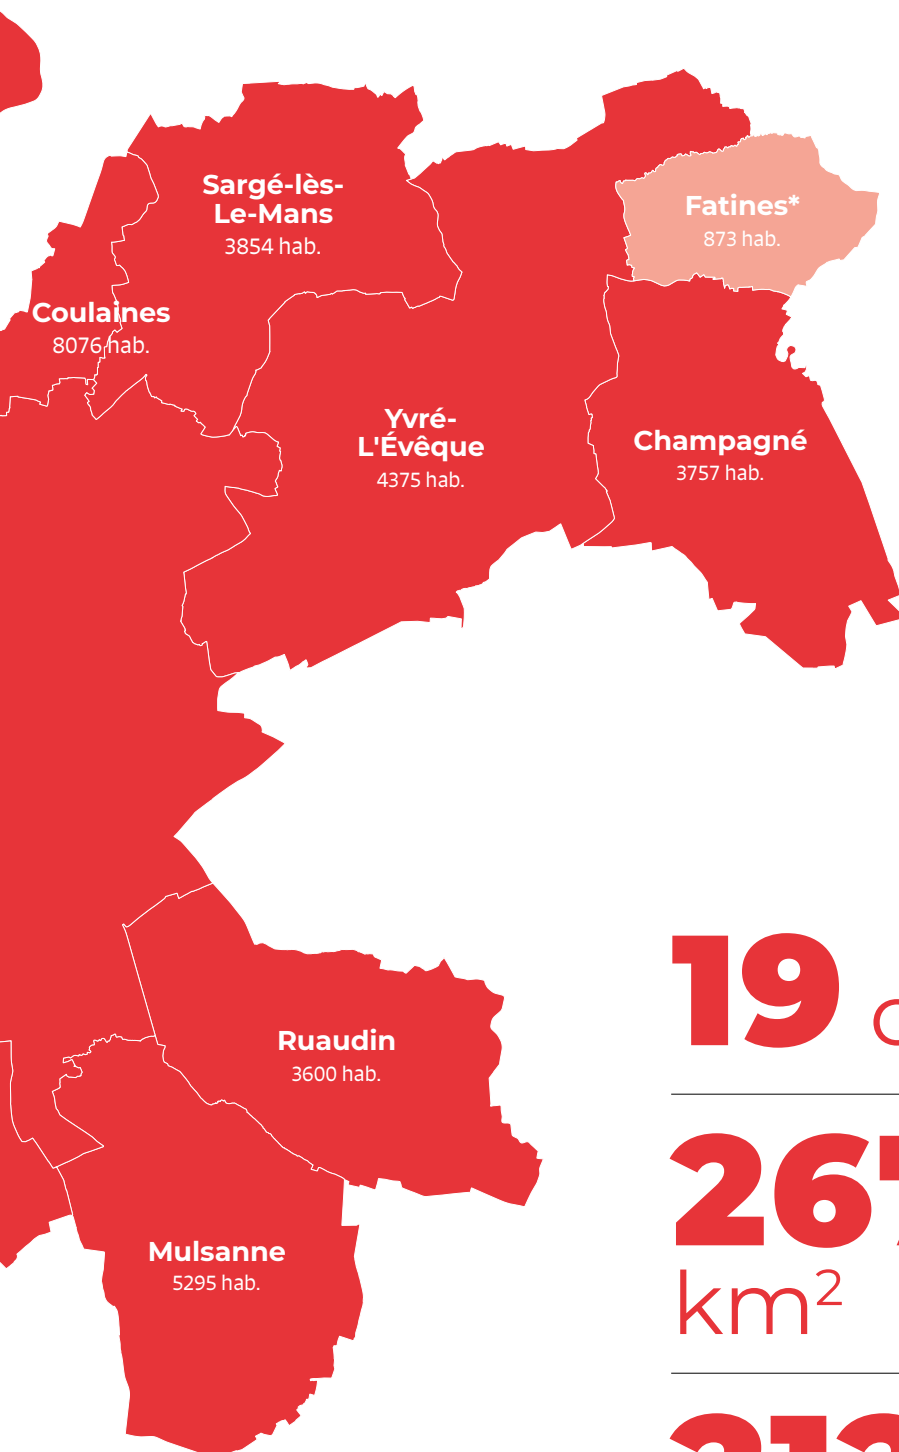 Sargé-lès-
Le-Mans
3854 hab.
Fatines*
873 hab.
Coulaines
8076 hab.
Yvré-
L'Évêque
4375 hab.
Champagné
3757 hab.
19
Ruaudin
3600 hab.
267
km²
Mulsanne
5295 hab.